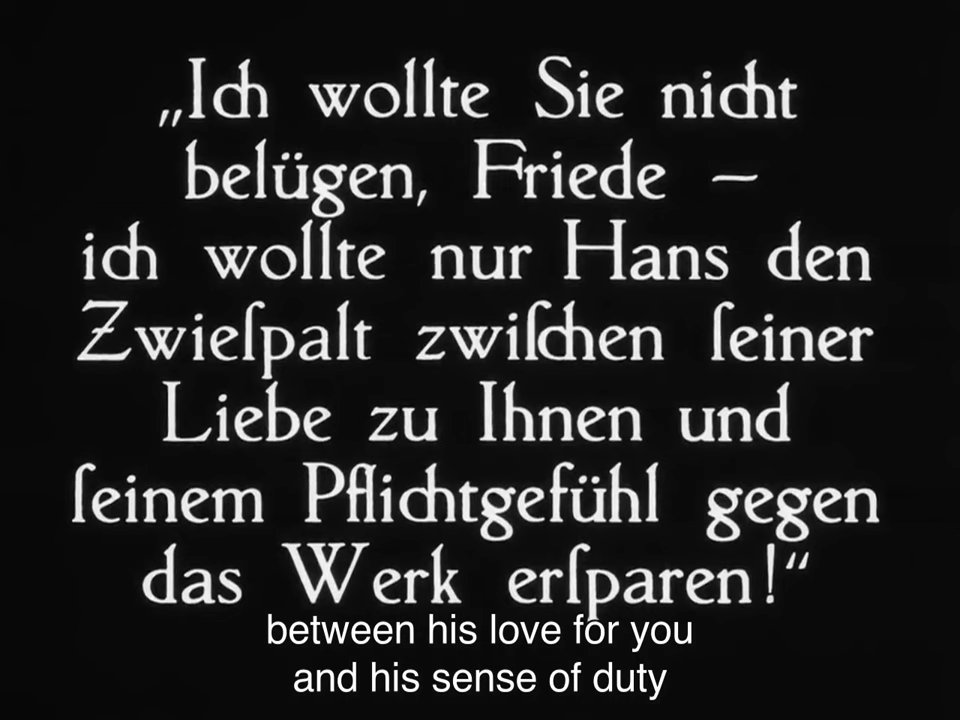 „Ich wollte Sie nicht
belügen, Friede –
ich wollte nur Hans den
Zwieſpalt zwiſchen ſeiner
Liebe zu Ihnen und
ſeinem Pflichtgefühl gegen
das Werk erſparen!“
between his love for you
and his sense of duty